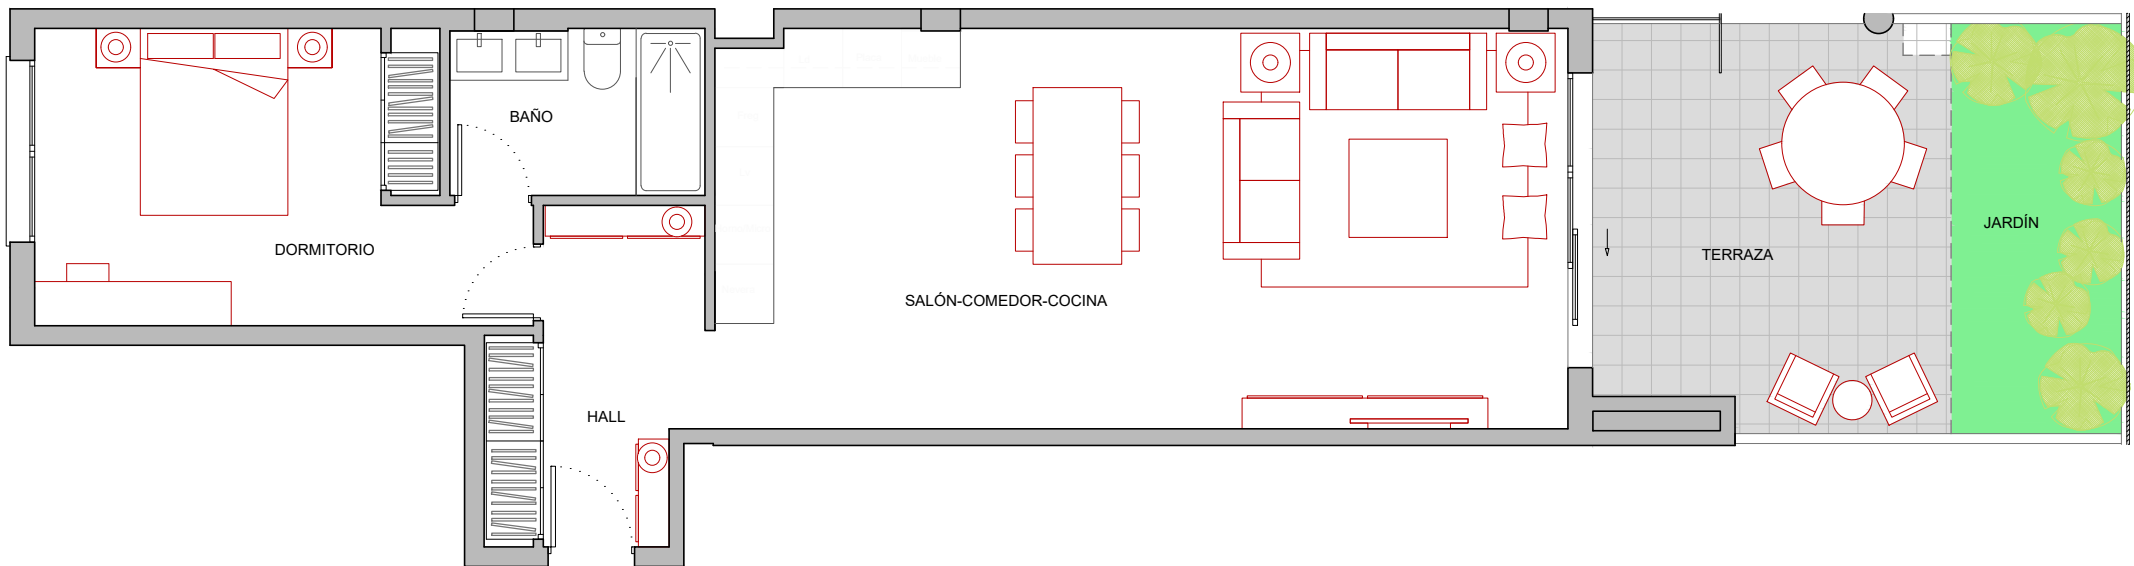 BAÑO
DORMITORIO
SALÓN-COMEDOR-COCINA
HALL
TERRAZA
JARDÍN